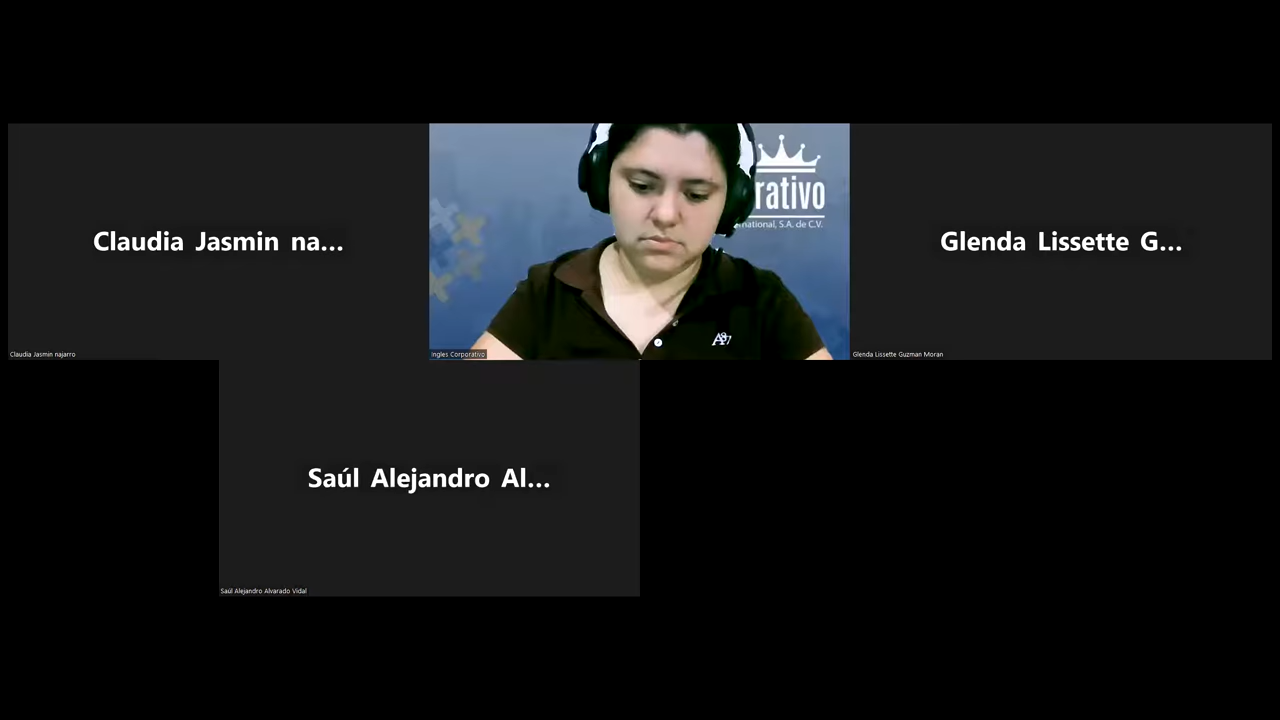 Claudia Jasmin na...
rativo
national, S.A. de C.V.
Glenda Lissette G...
Claudia Jasmin najarro
Ingles Corporativo
Glenda Lissette Guzman Moran
Saúl Alejandro Al...
Saúl Alejandro Alvarado Vidal